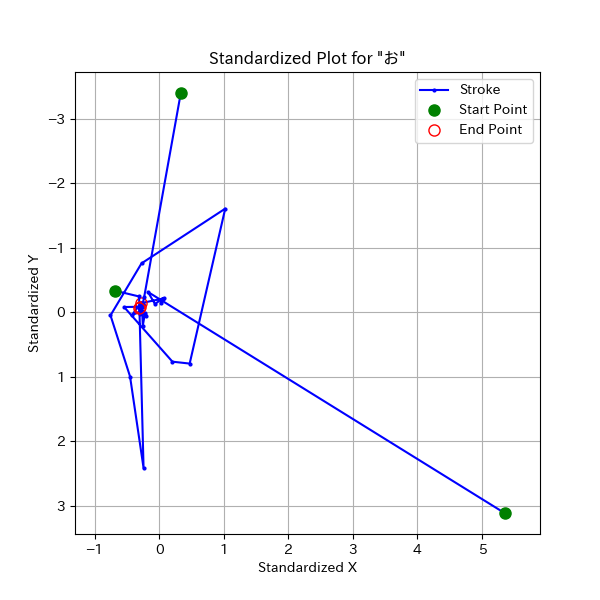 Standardized Plot for "お"
Stroke
Start Point
End Point
−3
−2
−1
0
1
2
3
Standardized Y
−1
0
1
2
3
4
5
Standardized X